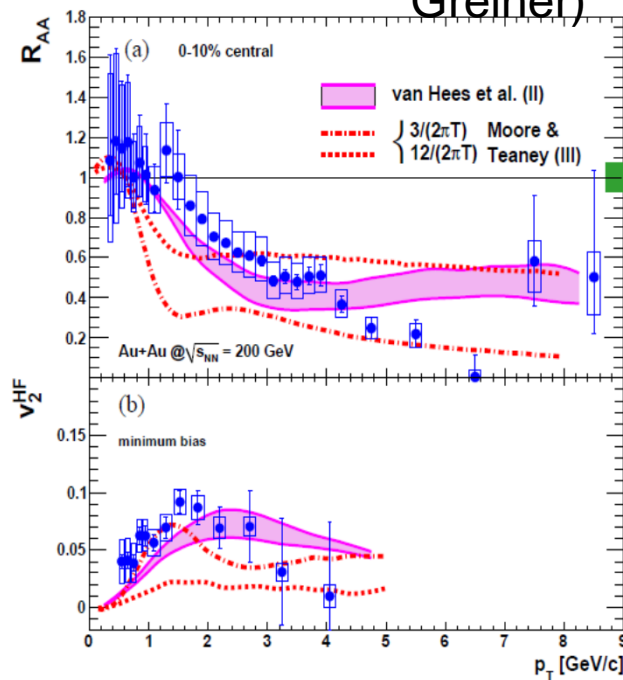 Greiner)
R_AA
1.8
1.6
1.4
1.2
1
0.8
0.6
0.4
0.2
(a)
0-10% central
van Hees et al. (II)
3/(2πT) Moore &
12/(2πT) Teaney (III)
Au+Au @√s_NN = 200 GeV
v_2^HF
0.15
0.1
0.05
0
(b)
minimum bias
0 1 2 3 4 5 6 7 8 9
p_T [GeV/c]